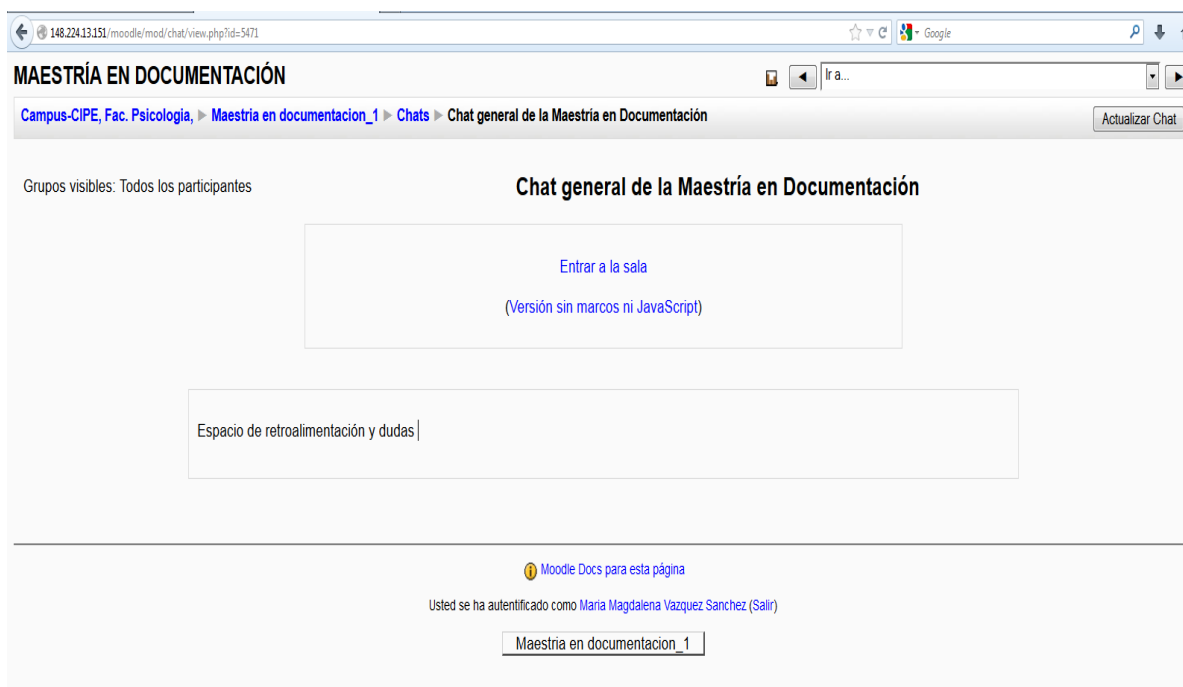 148.224.13.151/moodle/mod/chat/view.php?id=5471
Google
MAESTRÍA EN DOCUMENTACIÓN
Ir a...
Campus-CIPE, Fac. Psicologia, ► Maestria en documentacion_1 ► Chats ► Chat general de la Maestría en Documentación
Actualizar Chat
Grupos visibles: Todos los participantes
Chat general de la Maestría en Documentación
Entrar a la sala
(Versión sin marcos ni JavaScript)
Espacio de retroalimentación y dudas
Moodle Docs para esta página
Usted se ha autentificado como Maria Magdalena Vazquez Sanchez (Salir)
Maestria en documentacion_1